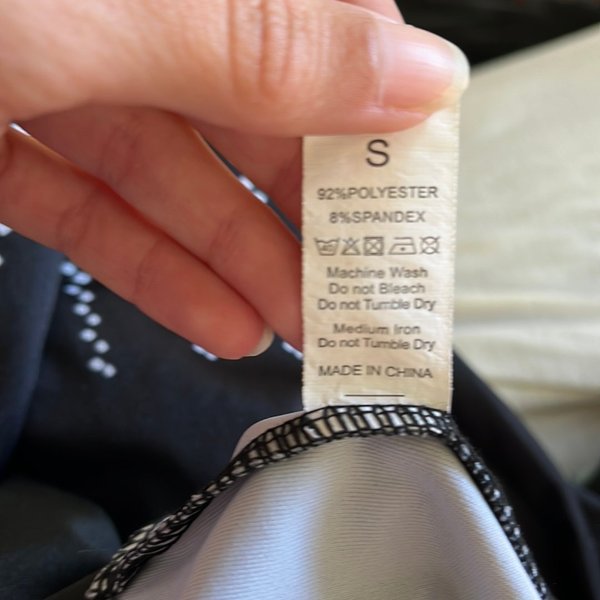 S
92%POLYESTER
8%SPANDEX
Machine Wash
Do not Bleach
Do not Tumble Dry
Medium Iron
Do not Tumble Dry
MADE IN CHINA